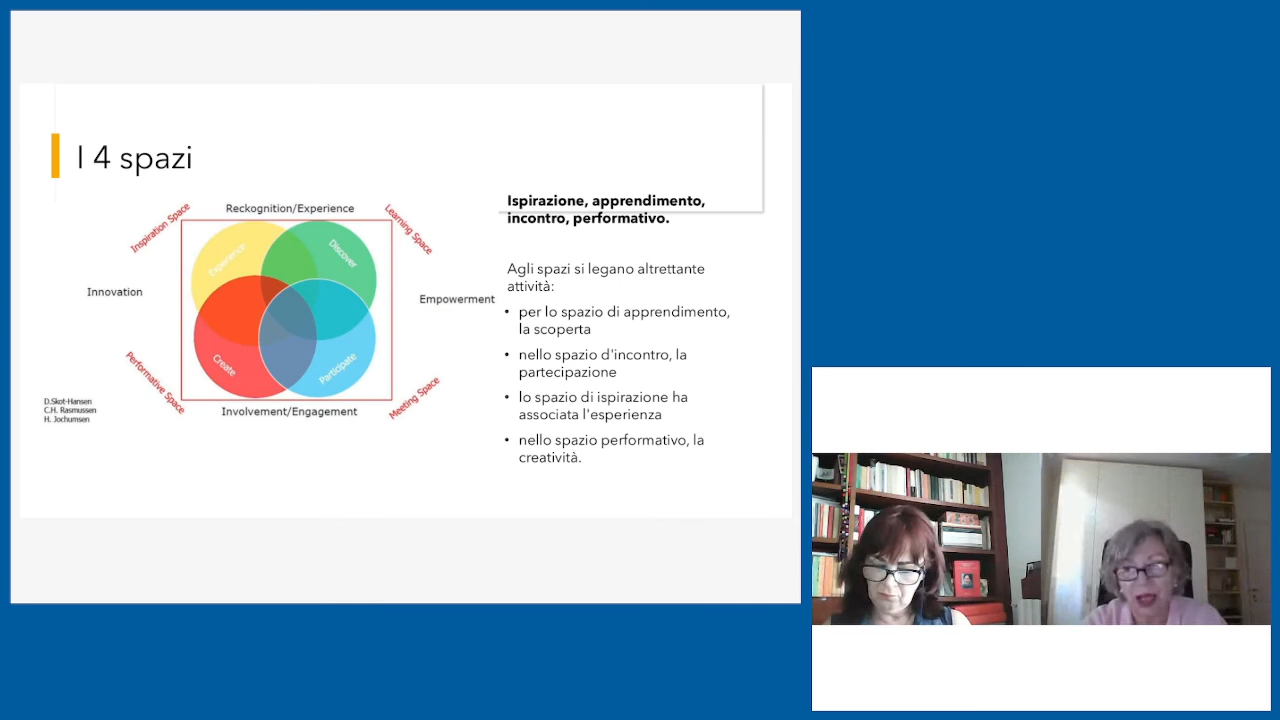 I 4 spazi
Reckognition/Experience
Inspiration Space
Learning Space
Experience
Discover
Innovation
Empowerment
Create
Participate
Performative Space
Meeting Space
Involvement/Engagement
D.Skot-Hansen
C.H. Rasmussen
H. Jochumsen
Ispirazione, apprendimento,
incontro, performativo.
Agli spazi si legano altrettante
attività:
• per lo spazio di apprendimento,
la scoperta
• nello spazio d'incontro, la
partecipazione
• lo spazio di ispirazione ha
associata l'esperienza
• nello spazio performativo, la
creatività.